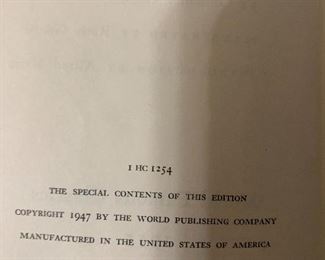 1 HC 1254
THE SPECIAL CONTENTS OF THIS EDITION
COPYRIGHT 1947 BY THE WORLD PUBLISHING COMPANY
MANUFACTURED IN THE UNITED STATES OF AMERICA